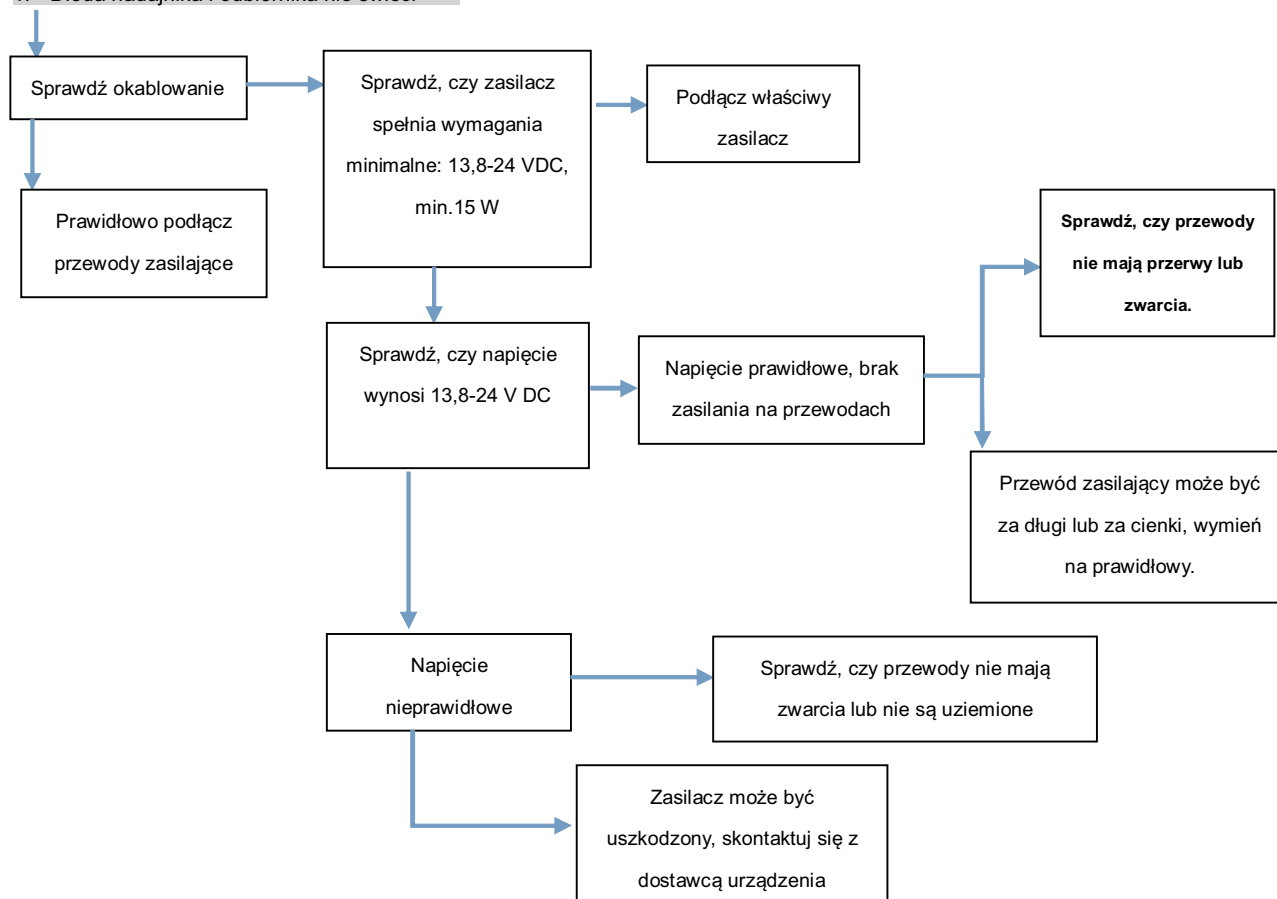 Sprawdź okablowanie
Sprawdź, czy zasilacz
spełnia wymagania
minimalne: 13,8-24 VDC,
min.15 W
Podłącz właściwy
zasilacz
Prawidłowo podłącz
przewody zasilające
Sprawdź, czy przewody
nie mają przerwy lub
zwarcia.
Sprawdź, czy napięcie
wynosi 13,8-24 V DC
Napięcie prawidłowe, brak
zasilania na przewodach
Przewód zasilający może być
za długi lub za cienki, wymień
na prawidłowy.
Napięcie
nieprawidłowe
Sprawdź, czy przewody nie mają
zwarcia lub nie są uziemione
Zasilacz może być
uszkodzony, skontaktuj się z
dostawcą urządzenia